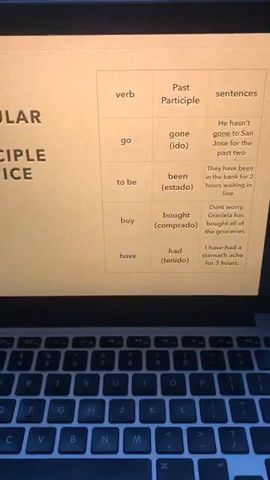 ULAR
CIPLE
ICE
verb
Past
Participle
sentences
go
gone
(ido)
He hasn't
gone to San
Jose for the
past two
to be
been
(estado)
They have been
in the bank for 2
hours waiting in
line
buy
bought
(comprado)
Dont worry,
Graciela has
bought all of
the groceries
have
had
(tenido)
I have had a
stomach ache
for 3 hours.